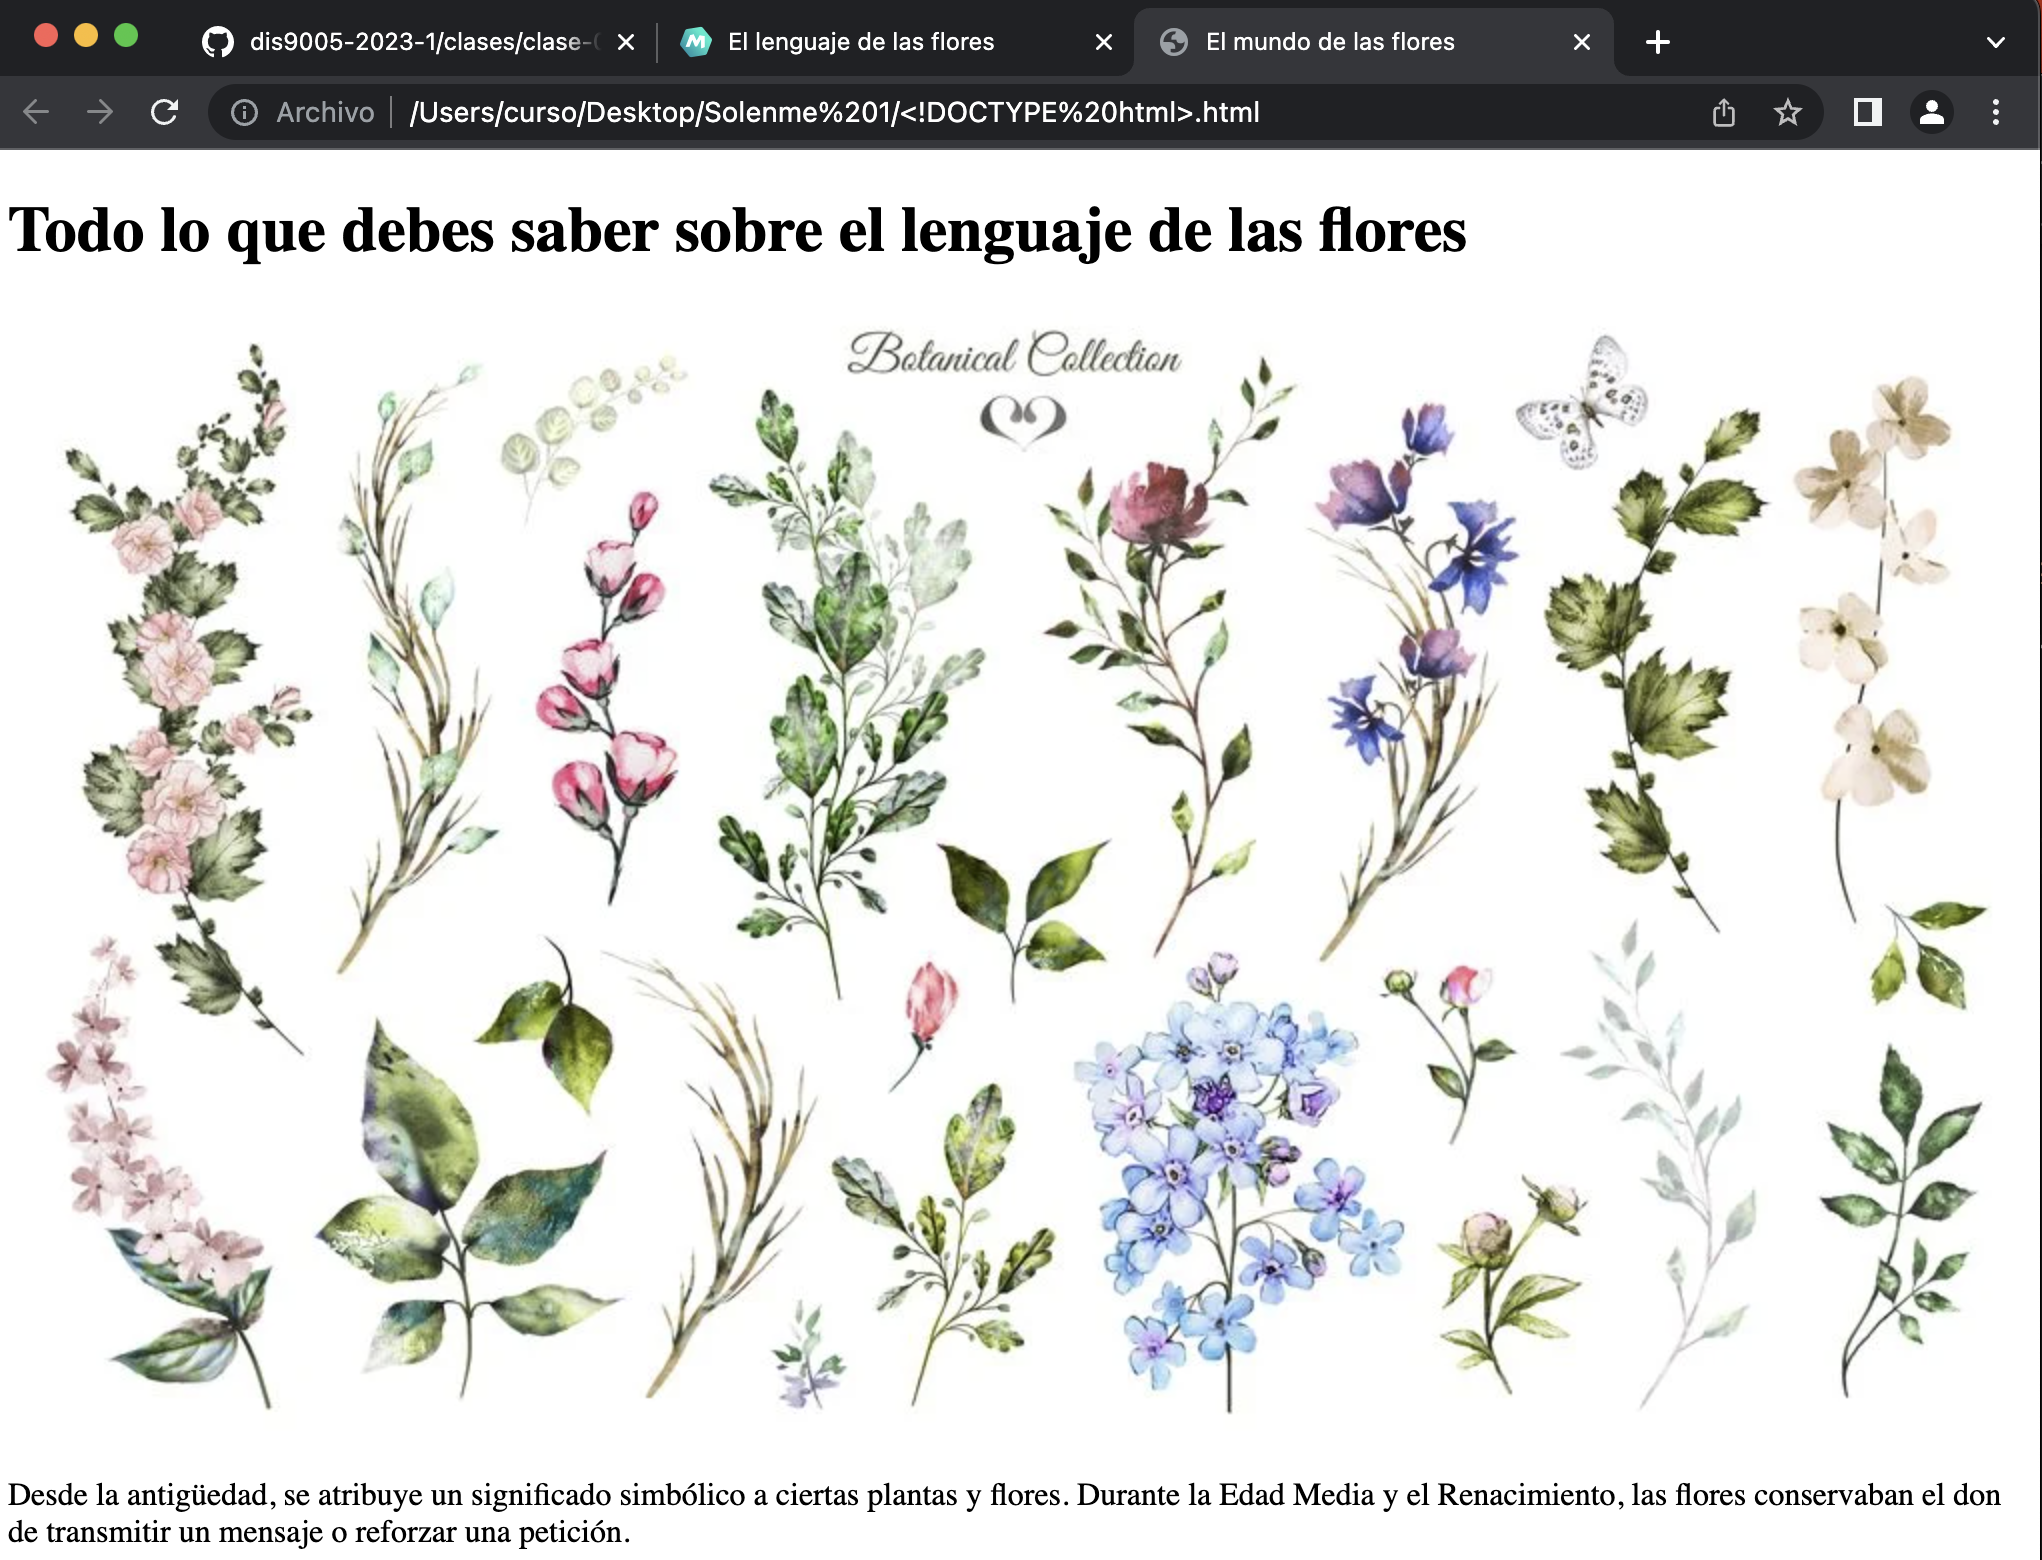 dis9005-2023-1/clases/clase-
El lenguaje de las flores
El mundo de las flores
Archivo
/Users/curso/Desktop/Solenme%201/<!DOCTYPE%20html>.html
Todo lo que debes saber sobre el lenguaje de las flores
Botanical Collection
Desde la antigüedad, se atribuye un significado simbólico a ciertas plantas y flores. Durante la Edad Media y el Renacimiento, las flores conservaban el don
de transmitir un mensaje o reforzar una petición.